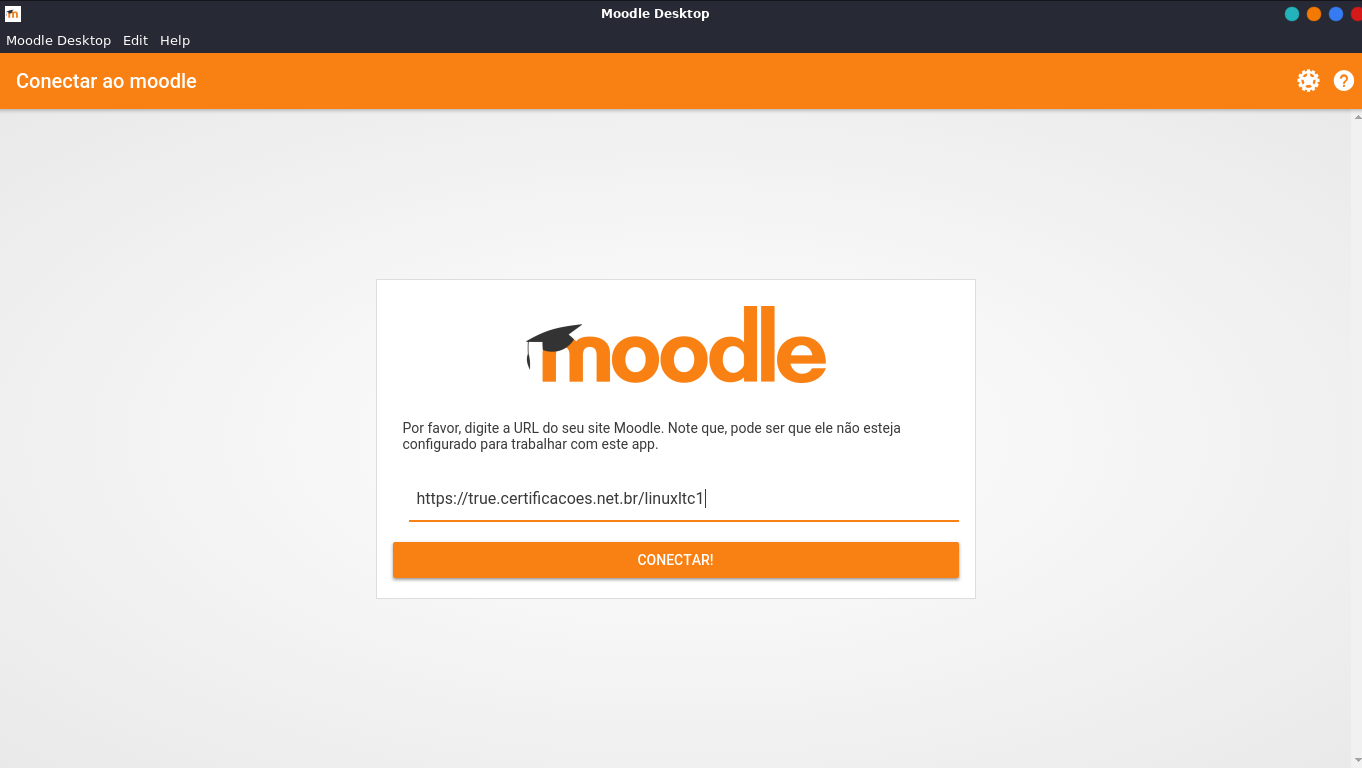 Moodle Desktop
Moodle Desktop Edit Help
Conectar ao moodle
moodle
Por favor, digite a URL do seu site Moodle. Note que, pode ser que ele não esteja
configurado para trabalhar com este app.
https://true.certificacoes.net.br/linuxltc1
CONECTAR!